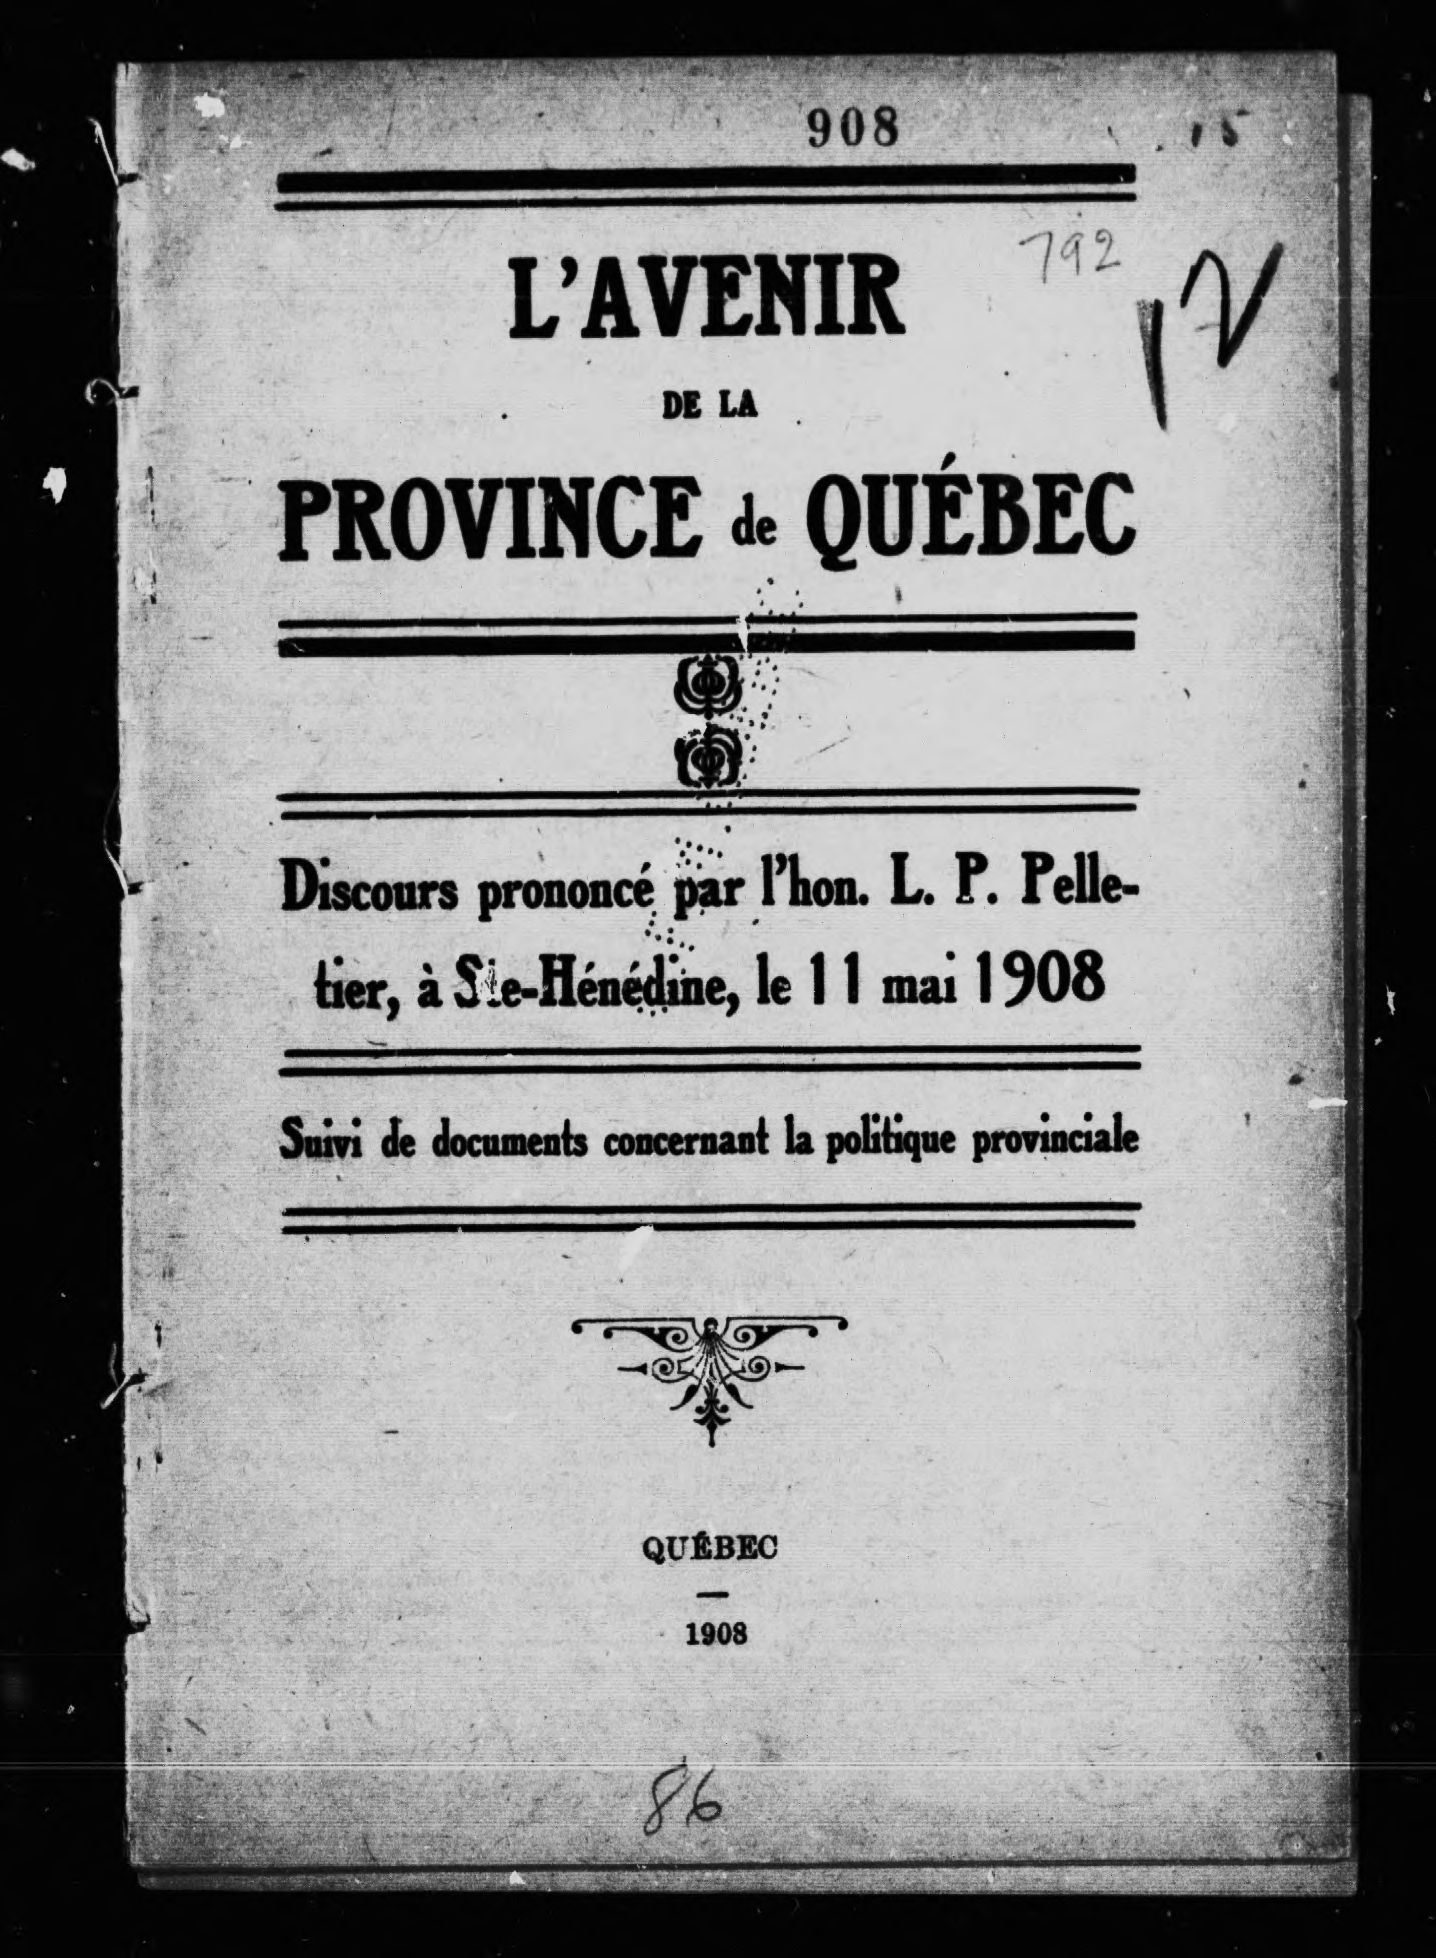 908
15
792
12
L'AVENIR
DE LA
PROVINCE de QUÉBEC
Discours prononcé par l'hon. L. P. Pelle-
tier, à Ste-Hénédine, le 11 mai 1908
Suivi de documents concernant la politique provinciale
QUÉBEC
1908
86